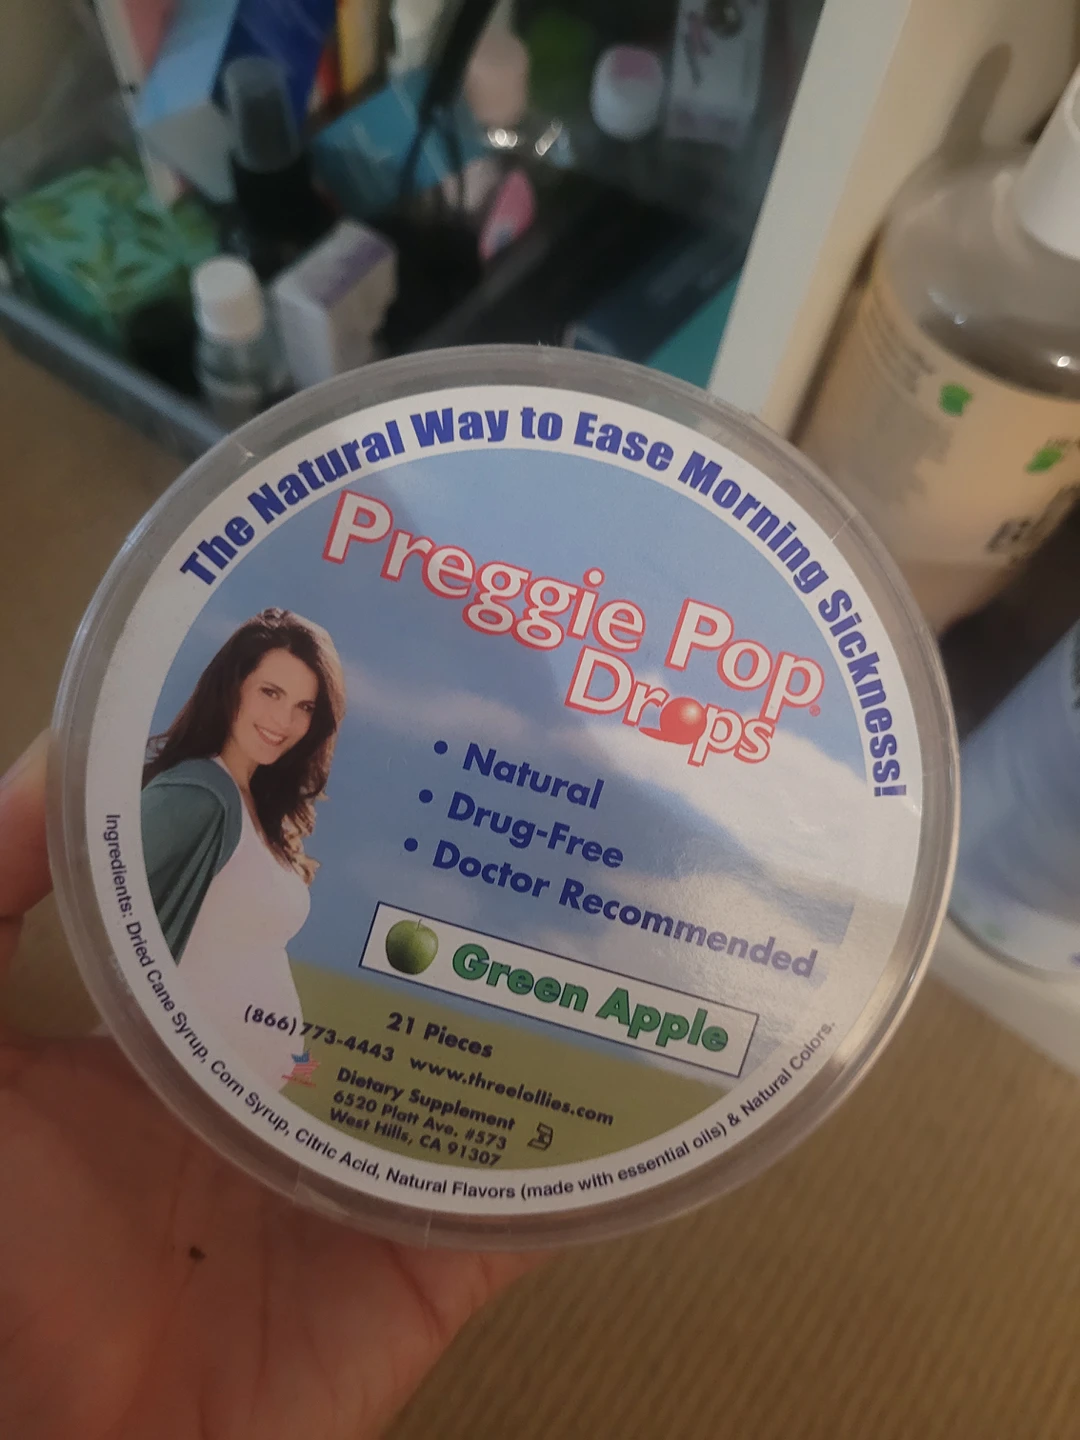 The Natural Way to Ease Morning Sickness!
Preggie Pop®
Drops
• Natural
• Drug-Free
• Doctor Recommended
Green Apple
21 Pieces
(866) 773-4443 www.threelollies.com
Dietary Supplement
6520 Platt Ave. #573
West Hills, CA 91307
Ingredients: Dried Cane Syrup, Corn Syrup, Citric Acid, Natural Flavors (made with essential oils) & Natural Colors.